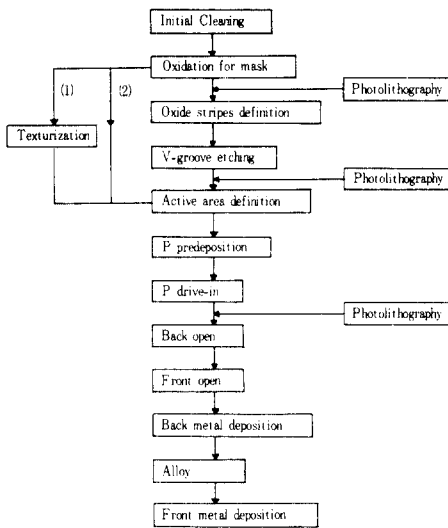 Initial Cleaning
Oxidation for mask
(1)
(2)
Photolithography
Oxide stripes definition
Texturization
V-groove etching
Photolithography
Active area definition
P predeposition
P drive-in
Photolithography
Back open
Front open
Back metal deposition
Alloy
Front metal deposition